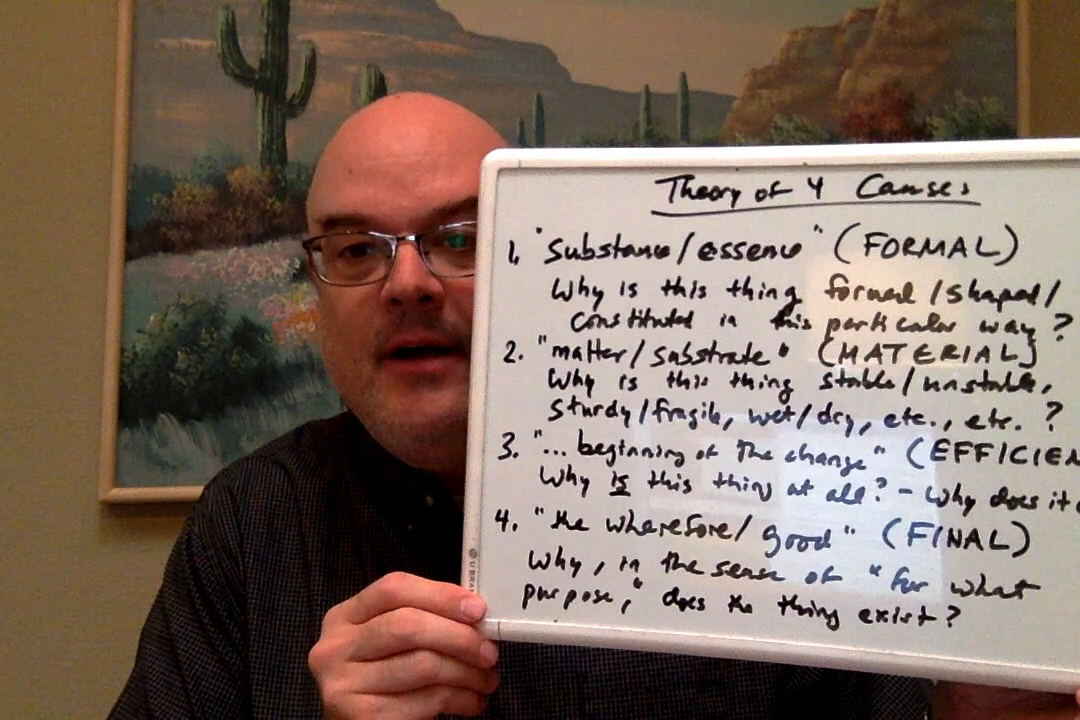 Theory of 4 Causes
1. "substance/essence" (FORMAL)
Why is this thing formed/shaped/
constituted in this particular way?
2. "matter/substrate" (MATERIAL)
Why is this thing stable/unstable,
sturdy/fragile, wet/dry, etc., etc.?
3. "... beginning of the change" (EFFICIEN
Why is this thing at all? - Why does it
4. "the wherefore/good" (FINAL)
Why, in the sense of "for what
purpose," does the thing exist?